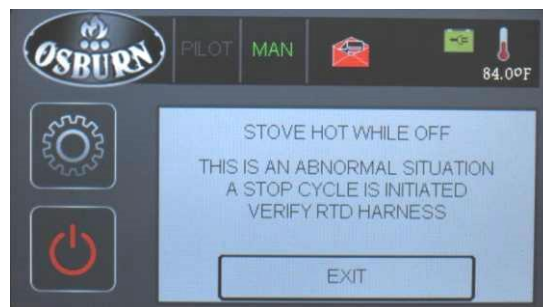 OSBURN
PILOT
MAN
84.0ºF
STOVE HOT WHILE OFF
THIS IS AN ABNORMAL SITUATION
A STOP CYCLE IS INITIATED
VERIFY RTD HARNESS
EXIT